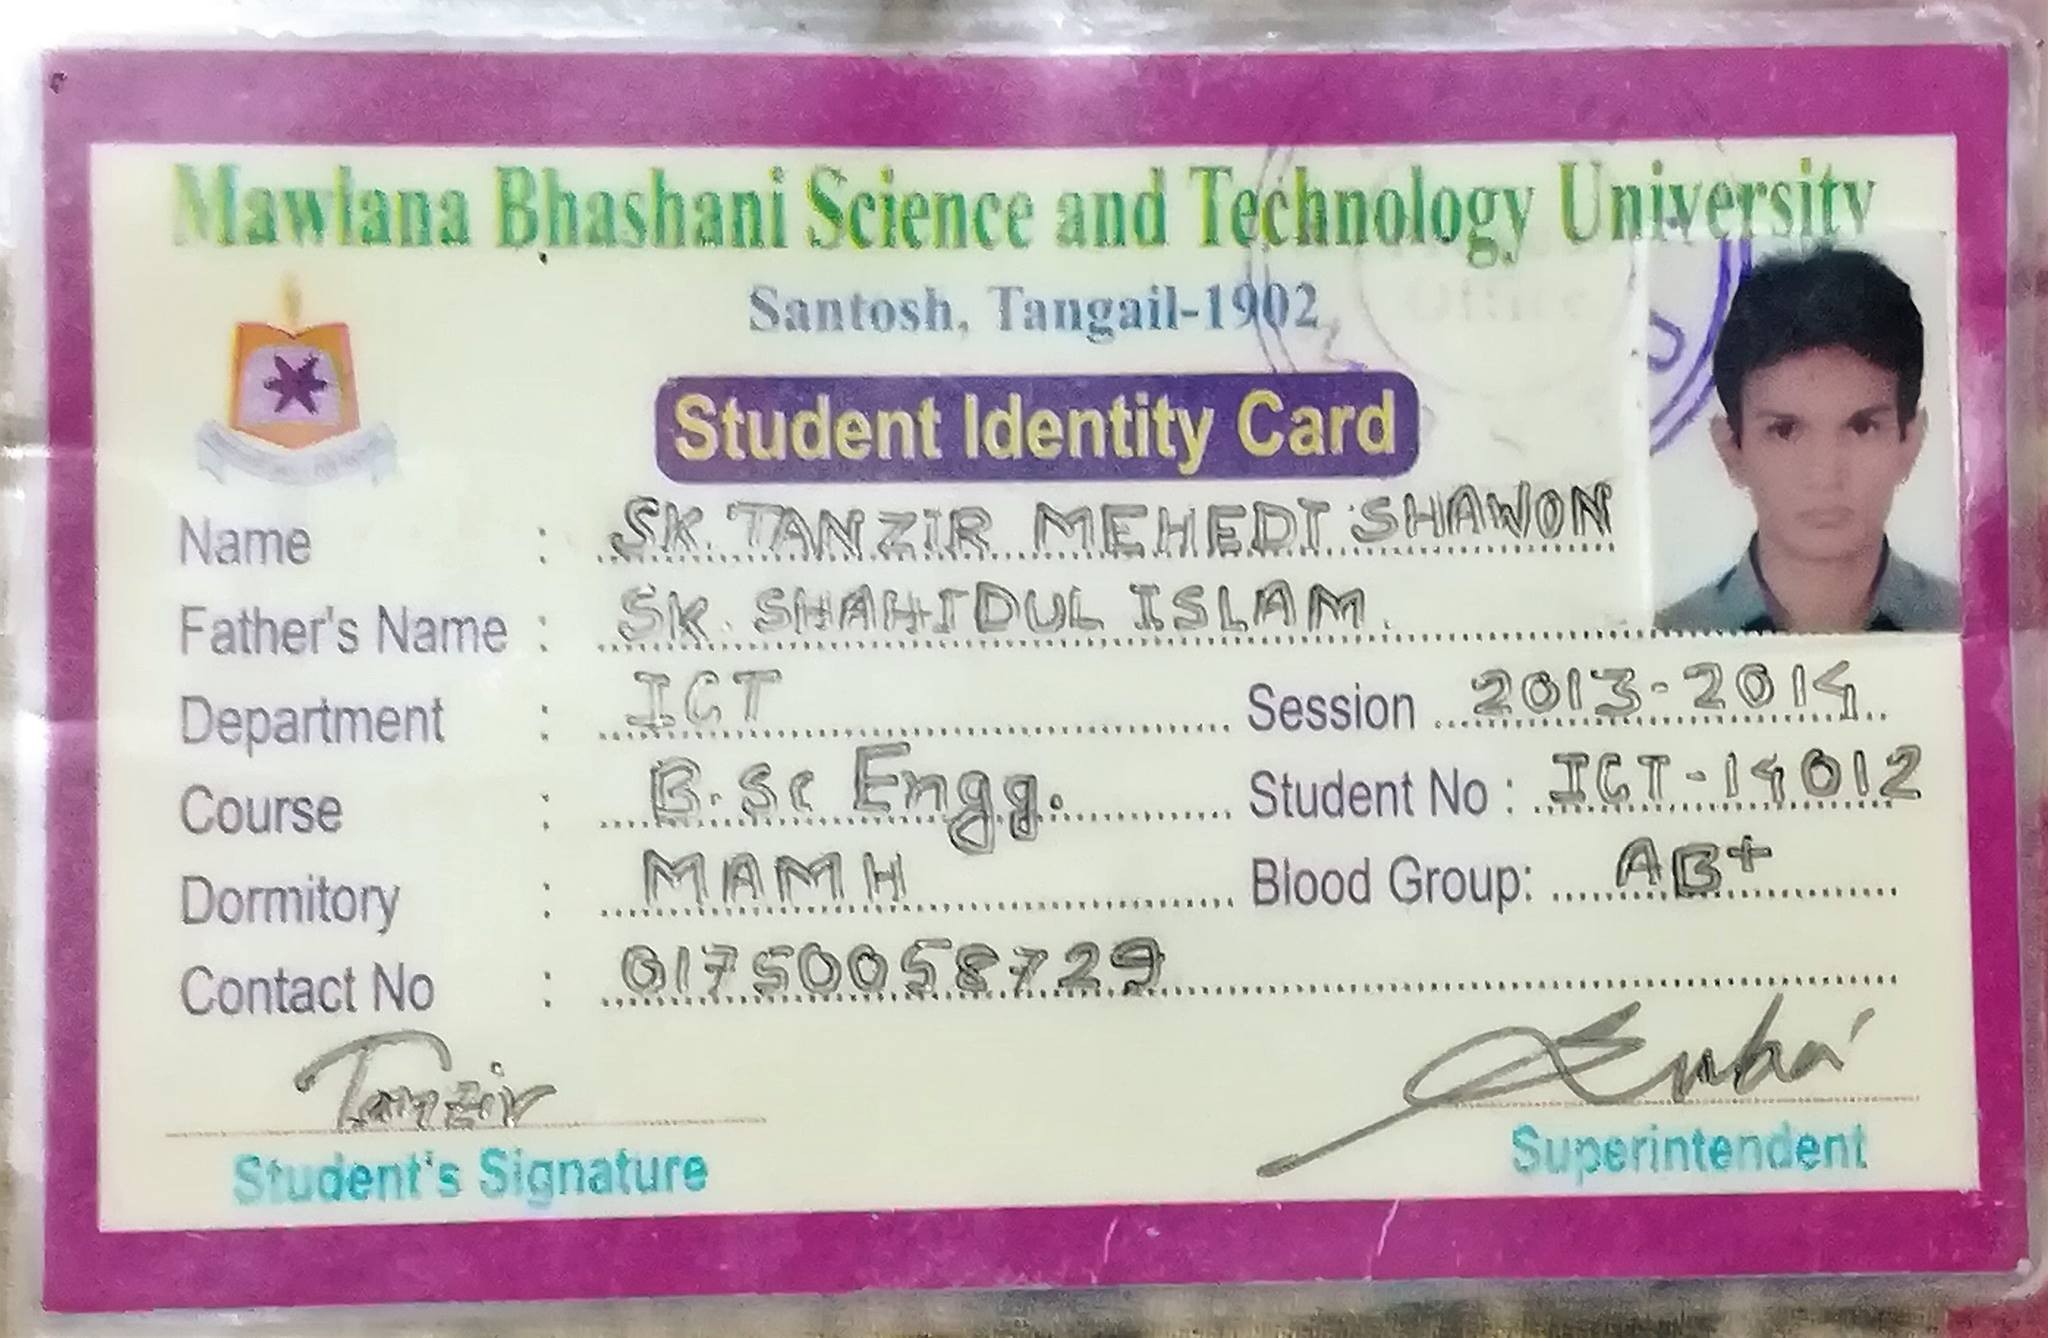 Mawlana Bhashani Science and Technology University
Santosh, Tangail-1902
Office
Student Identity Card
Name : SK. TANZIR MEHEDI SHAWON
Father's Name : SK. SHAHIDUL ISLAM.
Department : ICT Session 2013-2014
Course : B.Sc Engg. Student No : ICT-14012
Dormitory : MAMH Blood Group: AB+
Contact No : 01750058729
Tanzir
Student's Signature
Superintendent